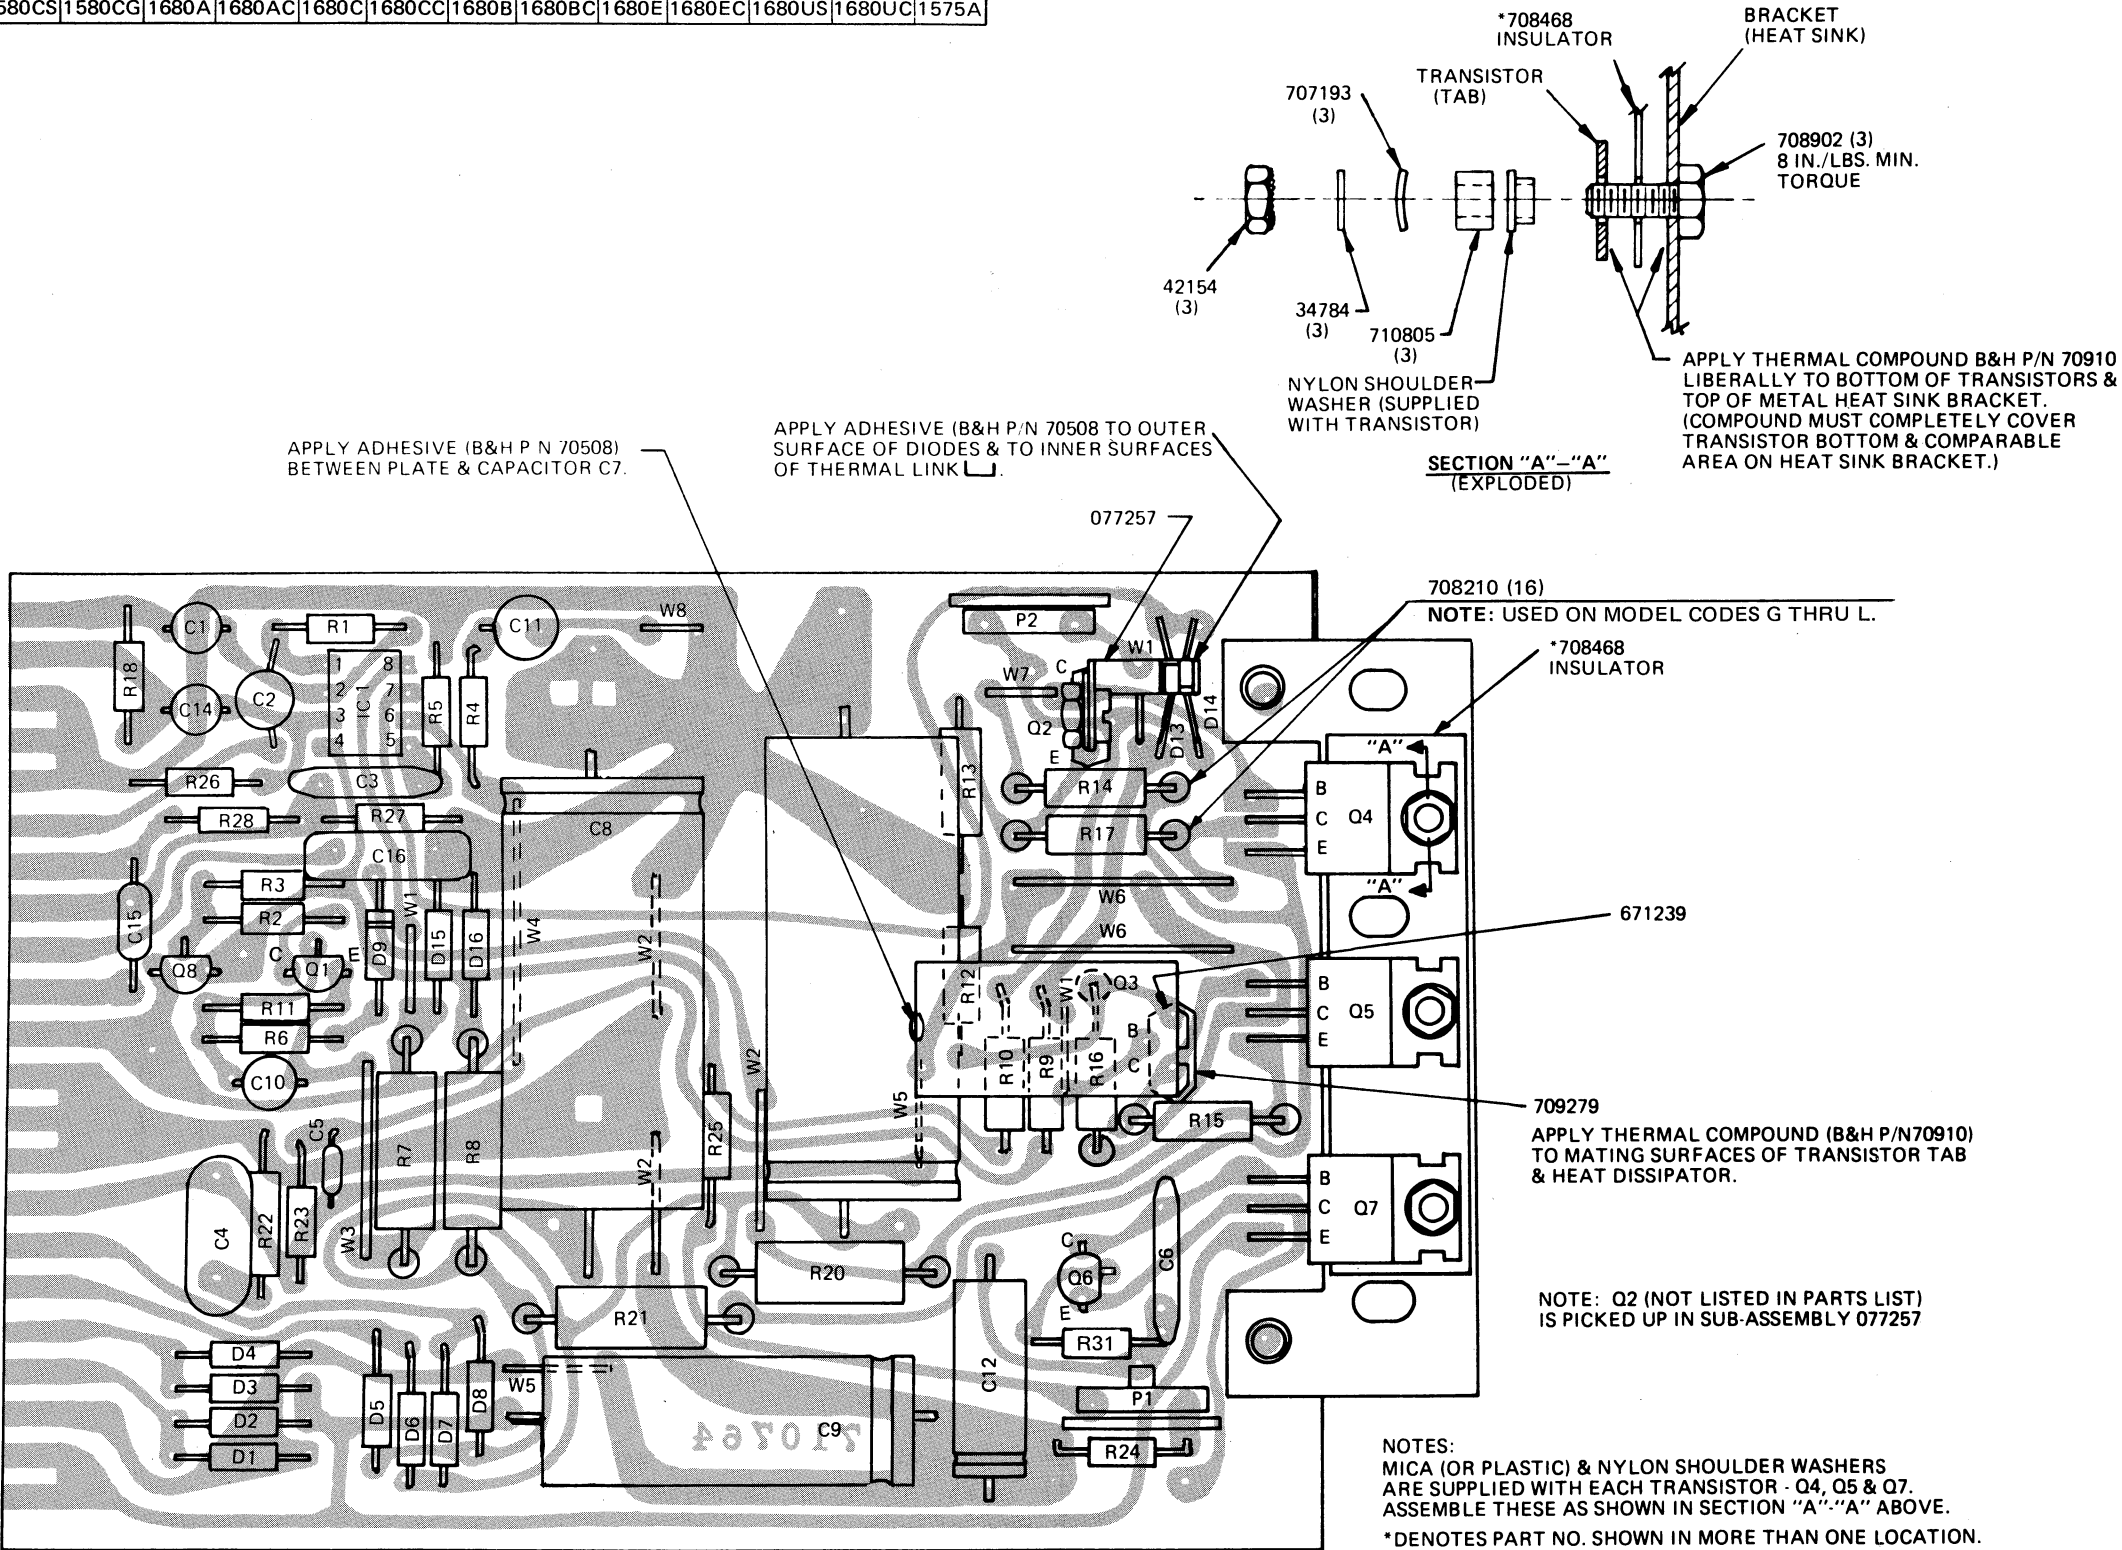 580CS 1580CG 1680A 1680AC 1680C 1680CC 1680B 1680BC 1680E 1680EC 1680US 1680UC 1575A
*708468
INSULATOR
BRACKET
(HEAT SINK)
TRANSISTOR
(TAB)
707193
(3)
708902 (3)
8 IN./LBS. MIN.
TORQUE
42154
(3)
34784
(3)
710805
(3)
NYLON SHOULDER
WASHER (SUPPLIED
WITH TRANSISTOR)
APPLY THERMAL COMPOUND B&H P/N 70910
LIBERALLY TO BOTTOM OF TRANSISTORS &
TOP OF METAL HEAT SINK BRACKET.
(COMPOUND MUST COMPLETELY COVER
TRANSISTOR BOTTOM & COMPARABLE
AREA ON HEAT SINK BRACKET.)
SECTION "A"–"A"
(EXPLODED)
APPLY ADHESIVE (B&H P N 70508)
BETWEEN PLATE & CAPACITOR C7.
APPLY ADHESIVE (B&H P/N 70508 TO OUTER
SURFACE OF DIODES & TO INNER SURFACES
OF THERMAL LINK .
077257
708210 (16)
NOTE: USED ON MODEL CODES G THRU L.
*708468
INSULATOR
R18
C1
R1
C11
W8
P2
C14
C2
1 8
2 7
3 6
4 5
IC1
R5
R4
W7
C
Q2
E
W1
D13
D14
R26
C3
R13
R14
"A"
B
C
E
Q4
R28
R27
C8
R17
C16
"A"
R3
W6
R2
W1
C15
D9
D15
D16
W4
W2
W6
671239
Q8
C
Q1
E
R12
W1
Q3
B
C
E
Q5
R11
R6
B
C
R10
R9
R16
C10
W2
W5
709279
APPLY THERMAL COMPOUND (B&H P/N70910)
TO MATING SURFACES OF TRANSISTOR TAB
& HEAT DISSIPATOR.
C5
R7
R8
R25
R15
W2
B
C
E
Q7
C4
R22
R23
W3
C6
R20
C
Q6
E
R21
R31
NOTE: Q2 (NOT LISTED IN PARTS LIST)
IS PICKED UP IN SUB-ASSEMBLY 077257
D4
D3
D2
D1
D5
D6
D7
D8
W5
C12
P1
710764
C9
R24
NOTES:
MICA (OR PLASTIC) & NYLON SHOULDER WASHERS
ARE SUPPLIED WITH EACH TRANSISTOR - Q4, Q5 & Q7.
ASSEMBLE THESE AS SHOWN IN SECTION "A"-"A" ABOVE.
*DENOTES PART NO. SHOWN IN MORE THAN ONE LOCATION.